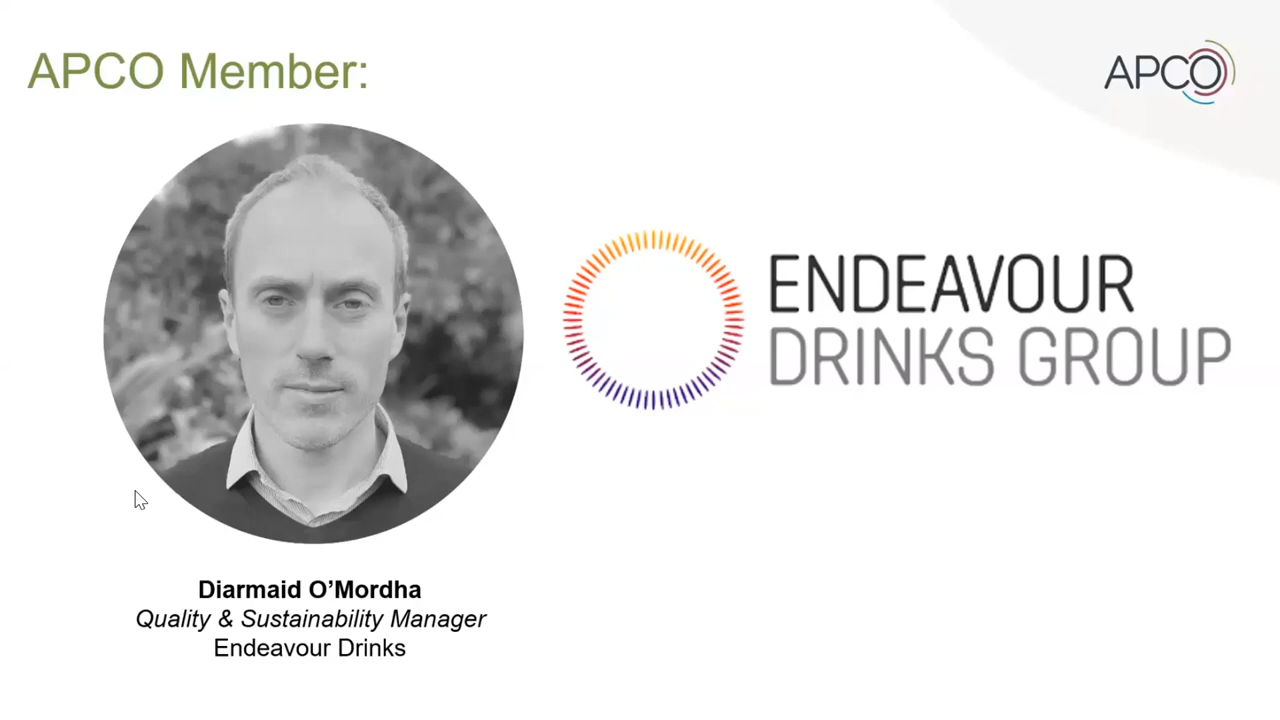 APCO Member:
APCO
ENDEAVOUR
DRINKS GROUP
Diarmaid O’Mordha
Quality & Sustainability Manager
Endeavour Drinks